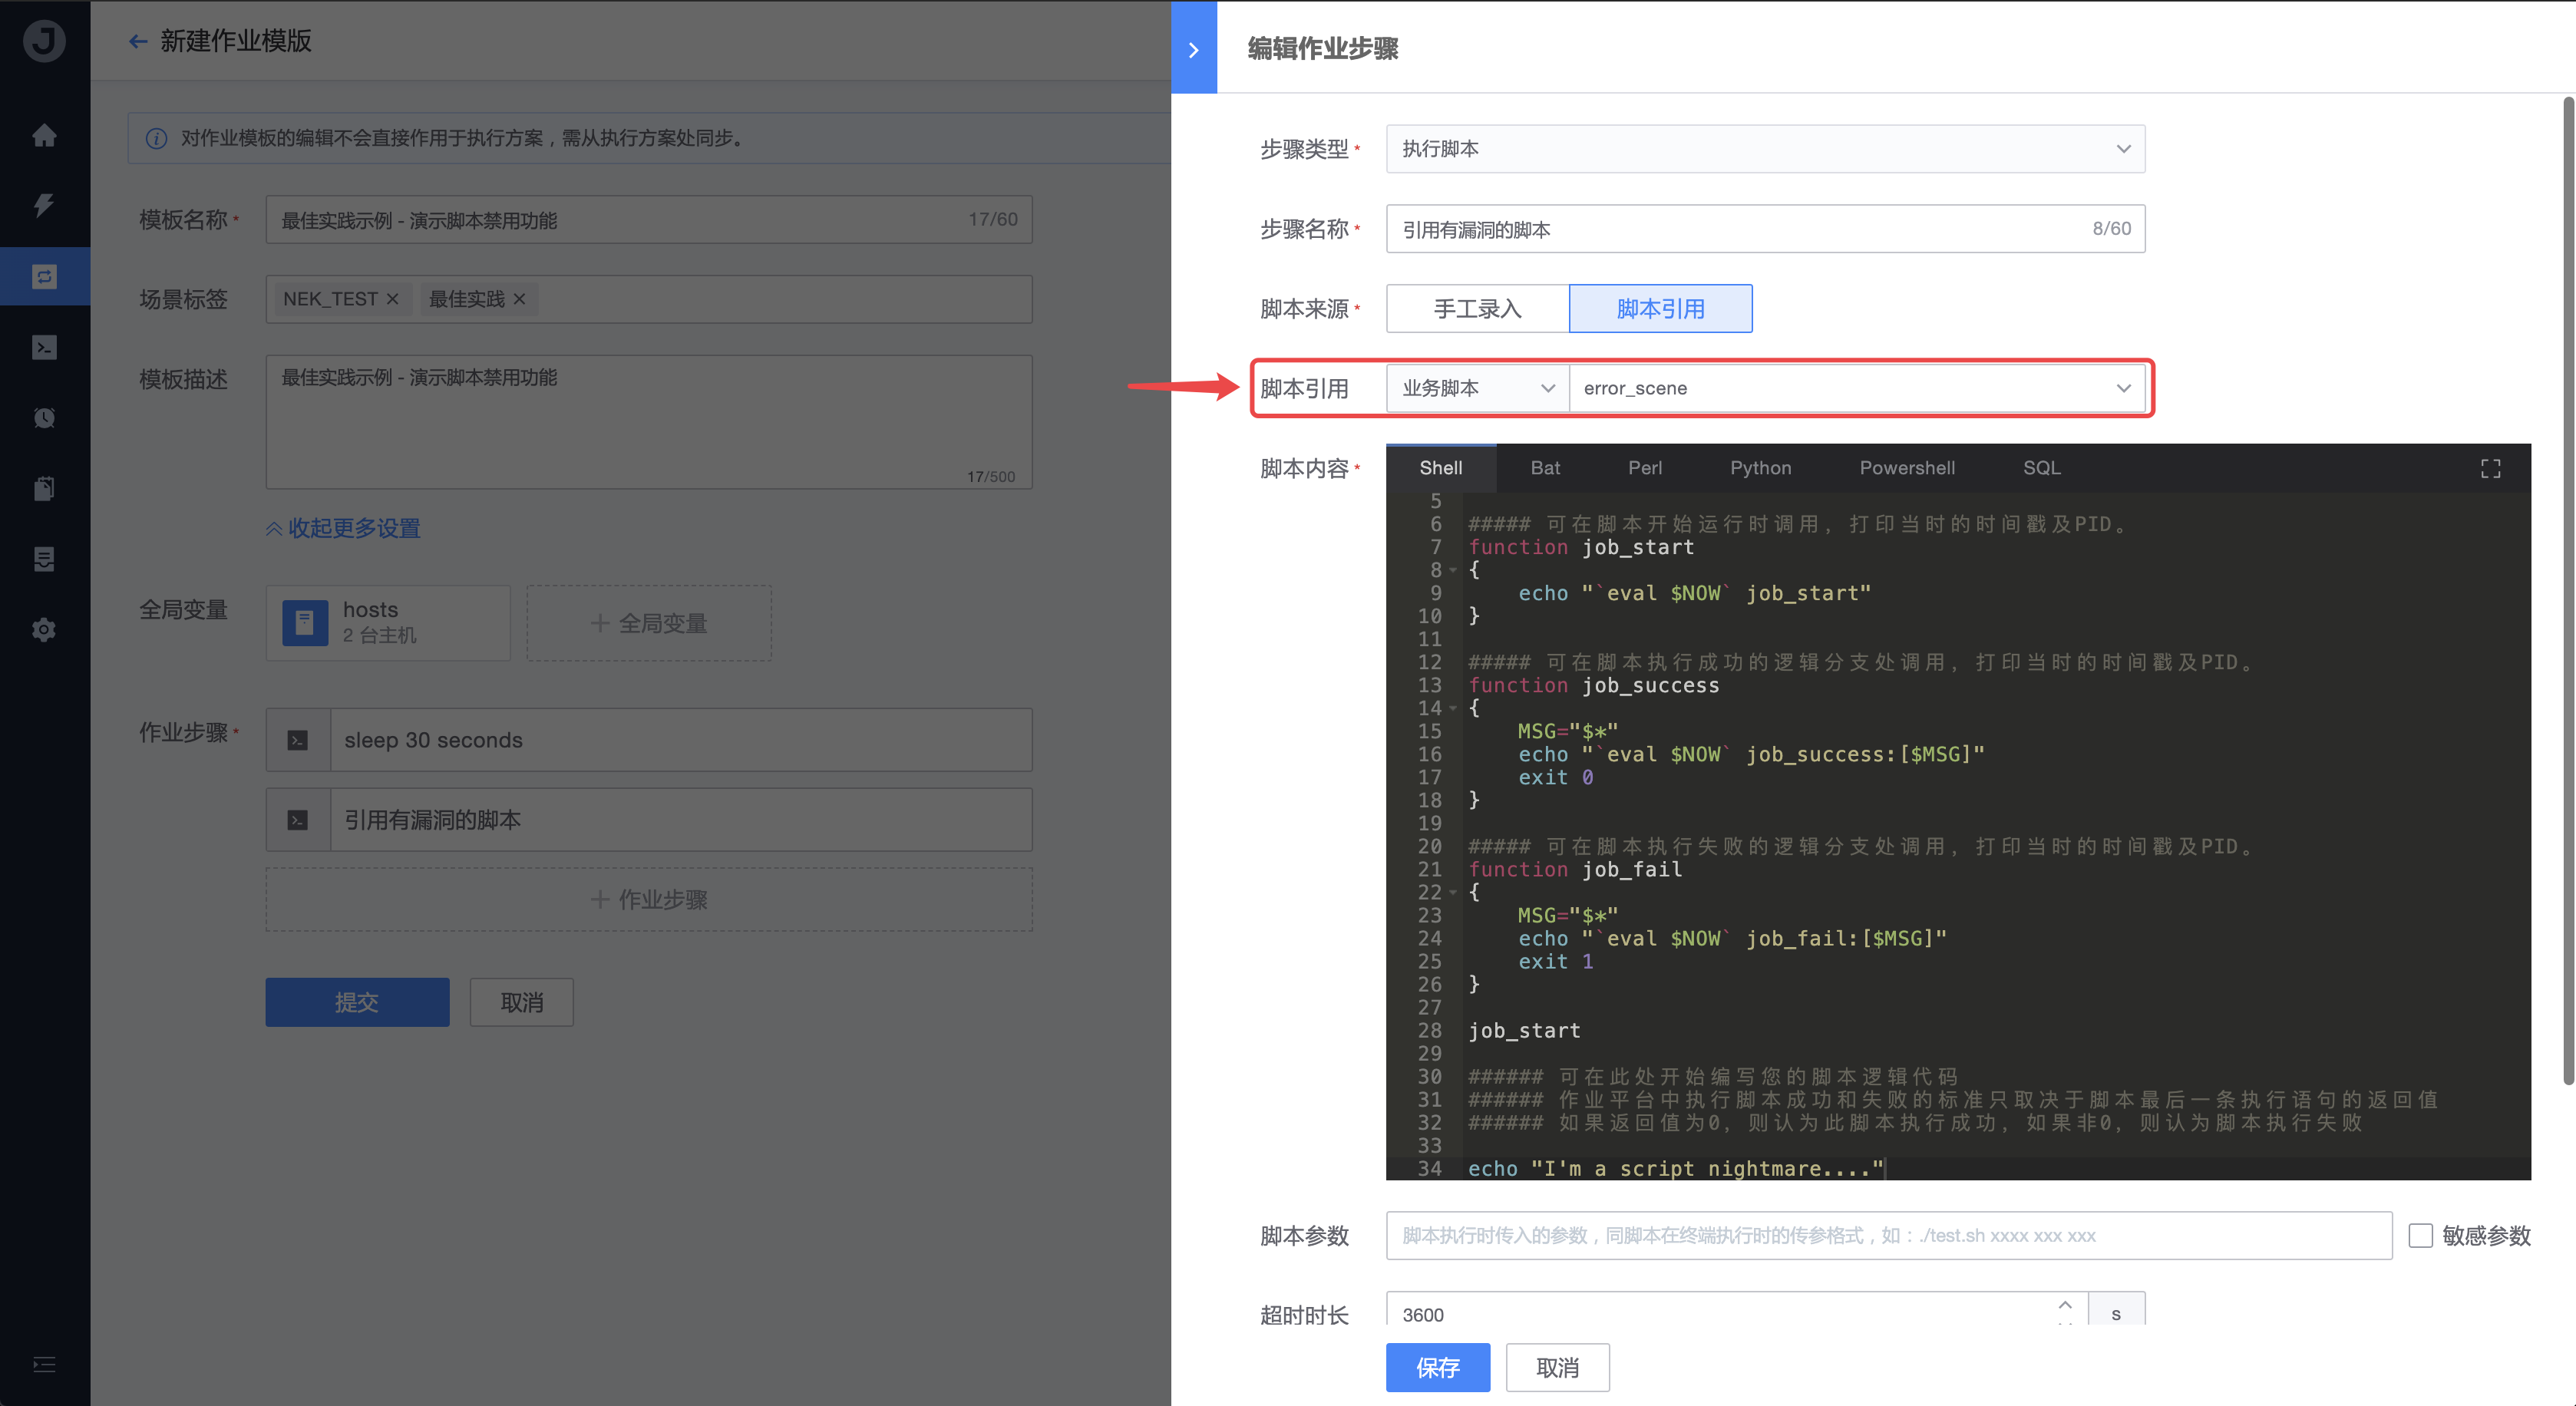 新建作业模版
对作业模板的编辑不会直接作用于执行方案，需从执行方案处同步。
模板名称*
最佳实践示例 - 演示脚本禁用功能 17/60
场景标签
NEK_TEST × 最佳实践 ×
模板描述
最佳实践示例 - 演示脚本禁用功能
17/500
收起更多设置
全局变量
hosts
2 台主机
+ 全局变量
作业步骤*
sleep 30 seconds
引用有漏洞的脚本
+ 作业步骤
提交 取消
编辑作业步骤
步骤类型* 执行脚本
步骤名称* 引用有漏洞的脚本 8/60
脚本来源* 手工录入 脚本引用
脚本引用 业务脚本 error_scene
脚本内容* Shell Bat Perl Python Powershell SQL
5
6 ##### 可在脚本开始运行时调用，打印当时的时间戳及PID。
7 function job_start
8 {
9     echo "`eval $NOW` job_start"
10 }
11
12 ##### 可在脚本执行成功的逻辑分支处调用，打印当时的时间戳及PID。
13 function job_success
14 {
15     MSG="$*"
16     echo "`eval $NOW` job_success:[$MSG]"
17     exit 0
18 }
19
20 ##### 可在脚本执行失败的逻辑分支处调用，打印当时的时间戳及PID。
21 function job_fail
22 {
23     MSG="$*"
24     echo "`eval $NOW` job_fail:[$MSG]"
25     exit 1
26 }
27
28 job_start
29
30 ###### 可在此处开始编写您的脚本逻辑代码
31 ###### 作业平台中执行脚本成功和失败的标准只取决于脚本最后一条执行语句的返回值
32 ###### 如果返回值为0，则认为此脚本执行成功，如果非0，则认为脚本执行失败
33
34 echo "I'm a script nightmare...."
脚本参数 脚本执行时传入的参数，同脚本在终端执行时的传参格式，如：./test.sh xxxx xxx xxx 敏感参数
超时时长 3600 s
保存 取消